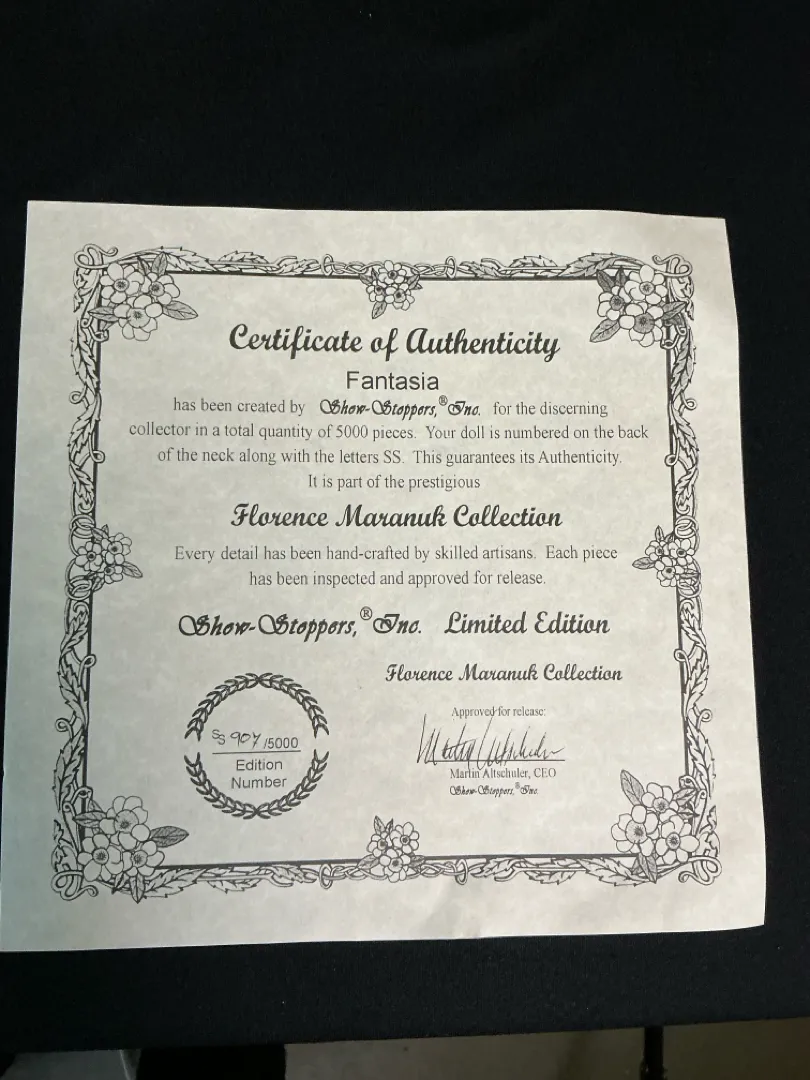 Certificate of Authenticity
Fantasia
has been created by Show-Stoppers,® Inc. for the discerning
collector in a total quantity of 5000 pieces. Your doll is numbered on the back
of the neck along with the letters SS. This guarantees its Authenticity.
It is part of the prestigious
Florence Maranuk Collection
Every detail has been hand-crafted by skilled artisans. Each piece
has been inspected and approved for release.
Show-Stoppers,® Inc. Limited Edition
Florence Maranuk Collection
Approved for release:
Martin Altschuler
Martin Altschuler, CEO
Show-Stoppers,® Inc.
SS 907/5000
Edition
Number